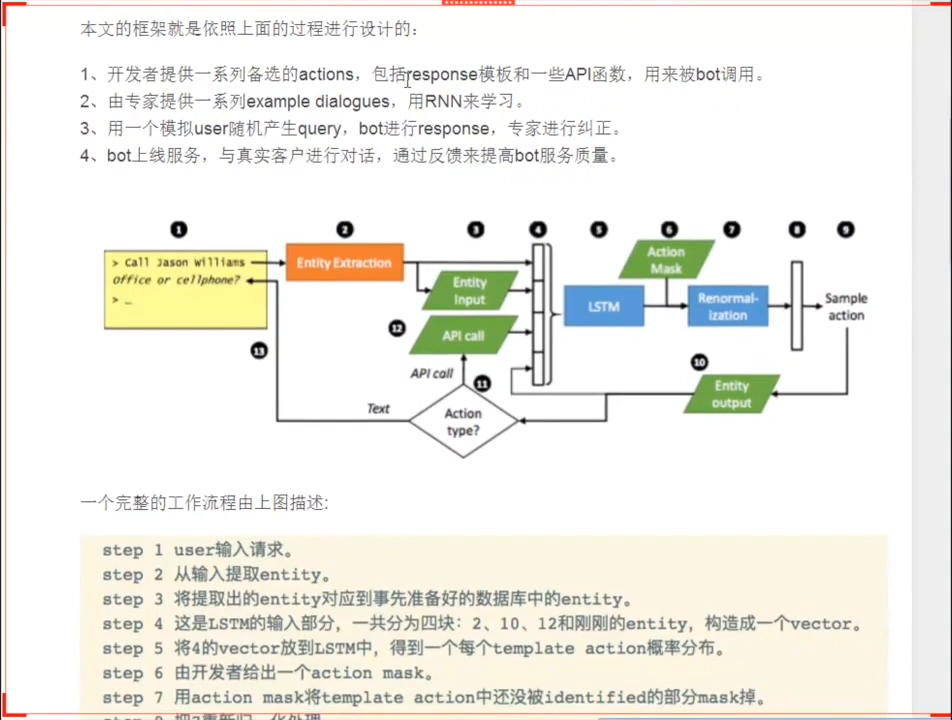 本文的框架就是依照上面的过程进行设计的：
1、开发者提供一系列备选的actions，包括response模板和一些API函数，用来被bot调用。
2、由专家提供一系列example dialogues，用RNN来学习。
3、用一个模拟user随机产生query，bot进行response，专家进行纠正。
4、bot上线服务，与真实客户进行对话，通过反馈来提高bot服务质量。
1 2 3 4 5 6 7 8 9
> Call Jason Williams
Office or cellphone?
> _
Entity Extraction
Entity
Input
12
API call
API call
11
Action
type?
Text
13
LSTM
Action
Mask
Renormal-
ization
Sample
action
10
Entity
output
一个完整的工作流程由上图描述:
step 1 user输入请求。
step 2 从输入提取entity。
step 3 将提取出的entity对应到事先准备好的数据库中的entity。
step 4 这是LSTM的输入部分，一共分为四块：2、10、12和刚刚的entity，构造成一个vector。
step 5 将4的vector放到LSTM中，得到一个每个template action概率分布。
step 6 由开发者给出一个action mask。
step 7 用action mask将template action中还没被identified的部分mask掉。